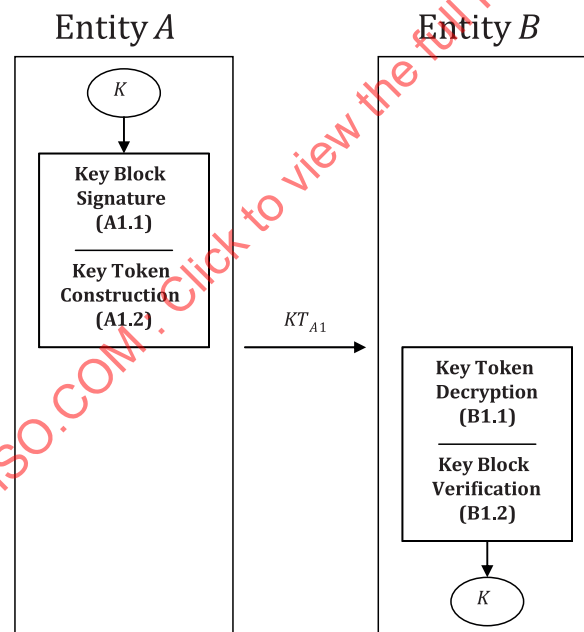 Entity A
Entity B
K
Key Block
Signature
(A1.1)
Key Token
Construction
(A1.2)
KT_{A1}
Key Token
Decryption
(B1.1)
Key Block
Verification
(B1.2)
K
ISO.COM : Click to view the full